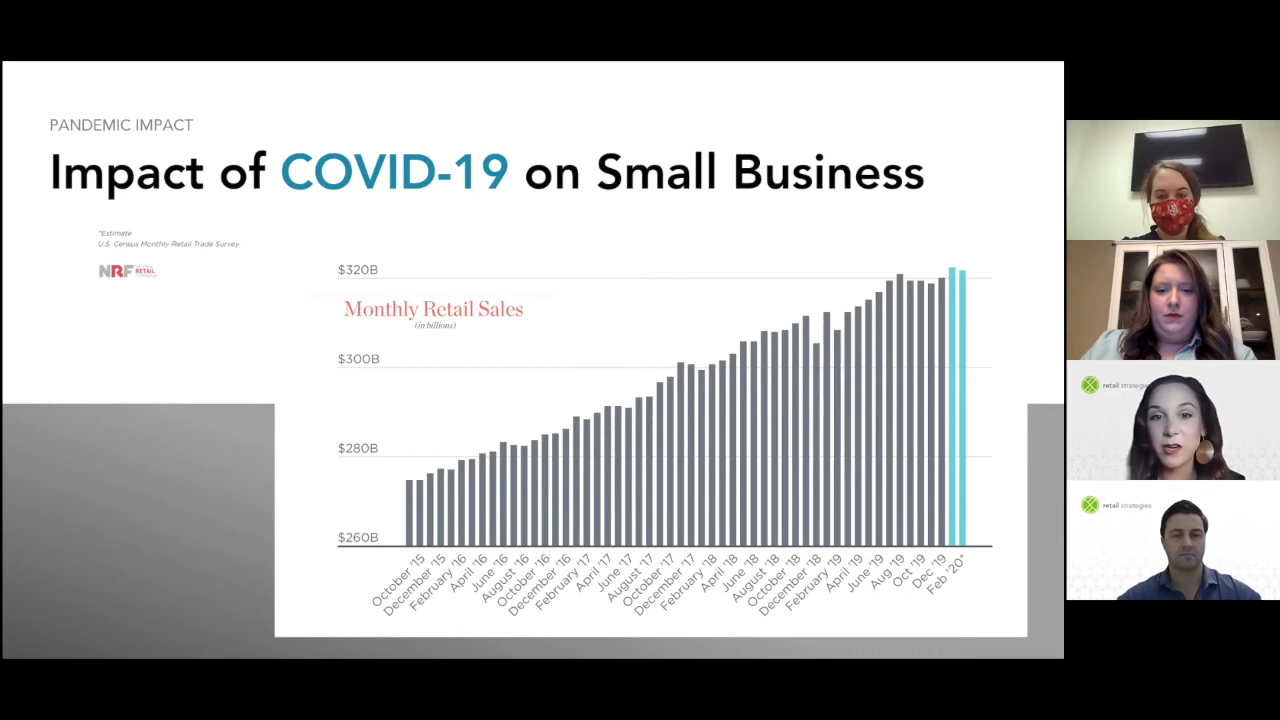 PANDEMIC IMPACT
Impact of COVID-19 on Small Business
*Estimate
U.S. Census Monthly Retail Trade Survey
NRF
RETAIL
$320B
Monthly Retail Sales
(in billions)
$300B
$280B
$260B
October '15
December '15
February '16
April '16
June '16
August '16
October '16
December '16
February '17
April '17
June '17
August '17
October '17
December '17
February '18
April '18
June '18
August '18
October '18
December '18
February '19
April '19
June '19
Aug '19
Oct '19
Dec '19
Feb '20*
retail strategies
retail strategies